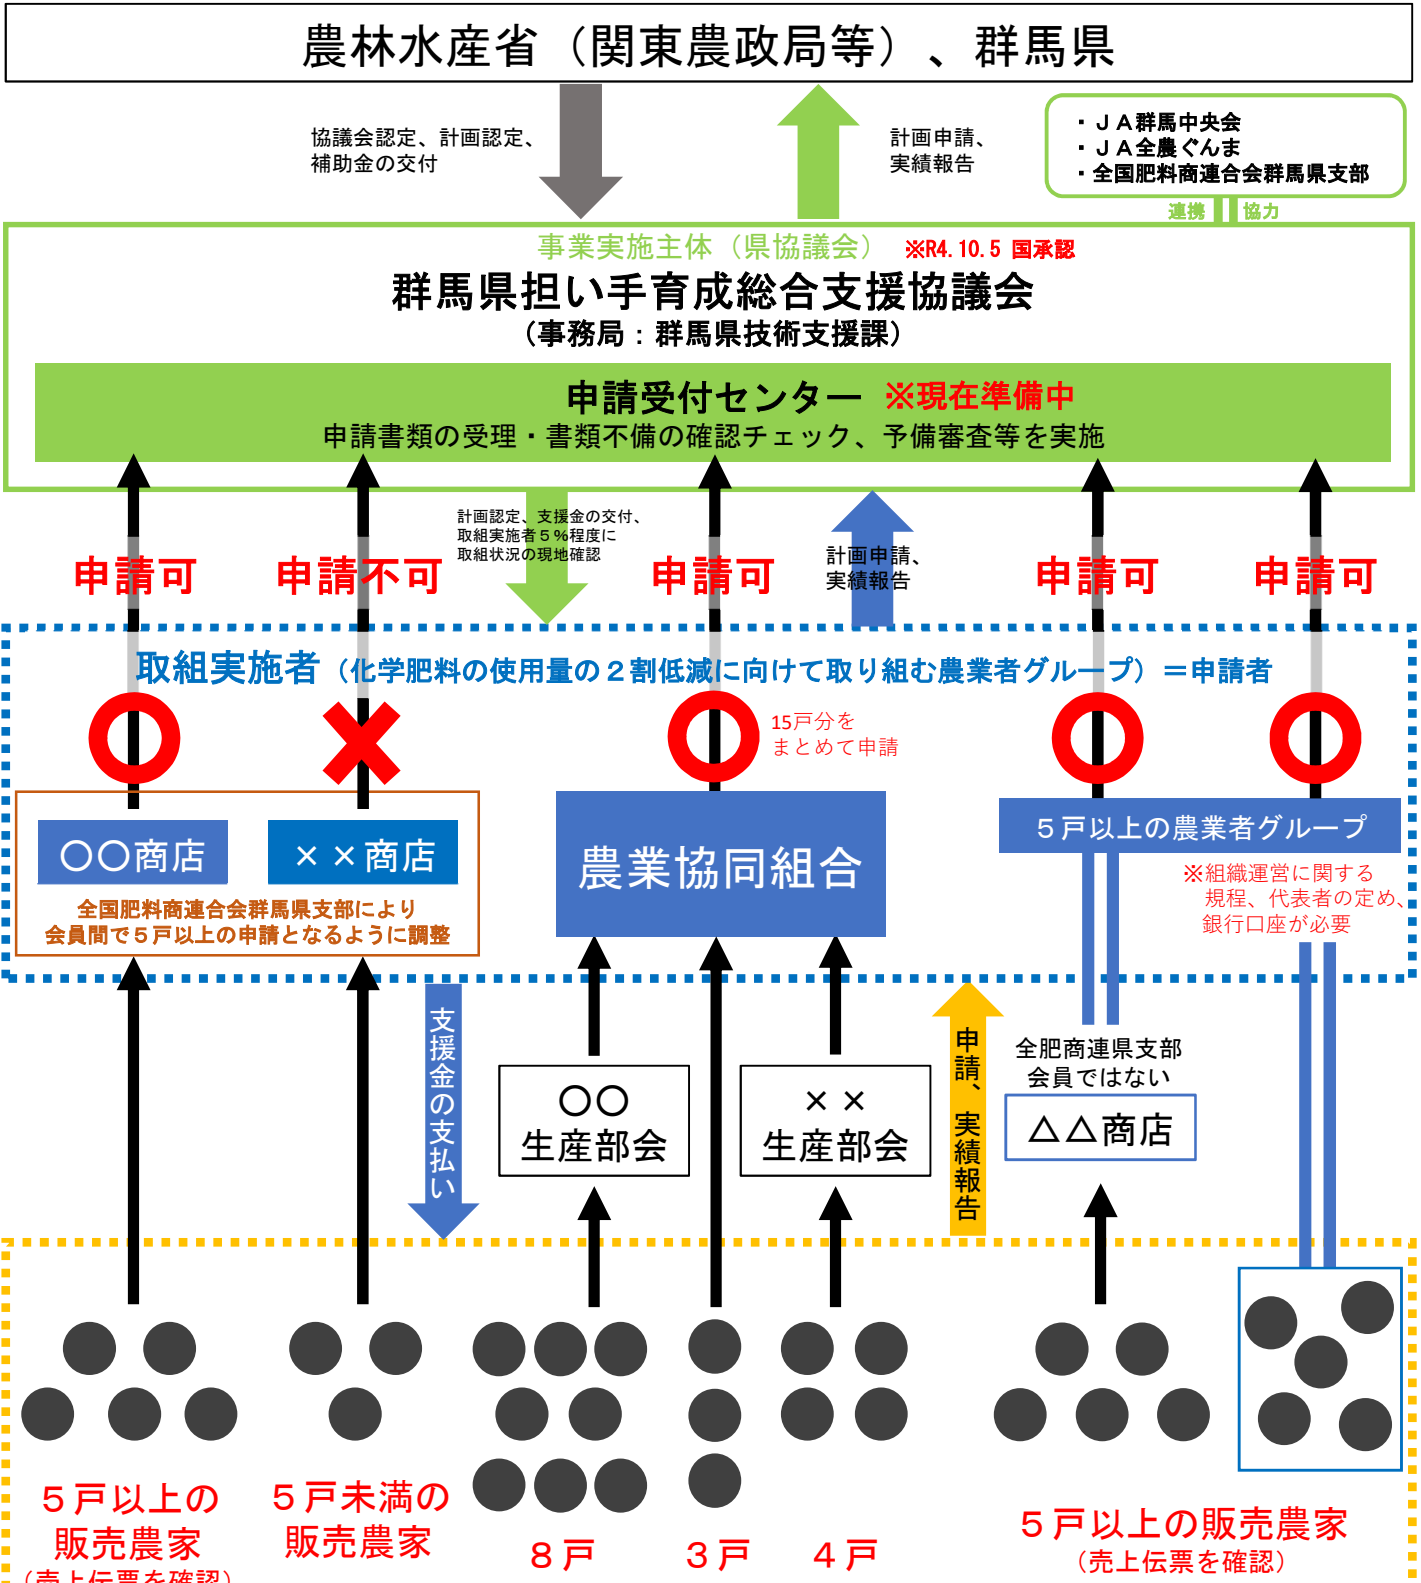 農林水産省（関東農政局等）、群馬県
協議会認定、計画認定、
補助金の交付
計画申請、
実績報告
・ＪＡ群馬中央会
・ＪＡ全農ぐんま
・全国肥料商連合会群馬県支部
連携 協力
事業実施主体（県協議会） ※R4.10.5 国承認
群馬県担い手育成総合支援協議会
（事務局：群馬県技術支援課）
申請受付センター ※現在準備中
申請書類の受理・書類不備の確認チェック、予備審査等を実施
計画認定、支援金の交付、
取組実施者５%程度に
取組状況の現地確認
計画申請、
実績報告
申請可 申請不可 申請可 申請可 申請可
取組実施者（化学肥料の使用量の２割低減に向けて取り組む農業者グループ）＝申請者
15戸分を
まとめて申請
〇〇商店
××商店
全国肥料商連合会群馬県支部により
会員間で５戸以上の申請となるように調整
農業協同組合
５戸以上の農業者グループ
※組織運営に関する
規程、代表者の定め、
銀行口座が必要
支援金の支払い
〇〇
生産部会
××
生産部会
申請、実績報告
全肥商連県支部
会員ではない
△△商店
５戸以上の
販売農家
（売上伝票を確認）
５戸未満の
販売農家
８戸
３戸
４戸
５戸以上の販売農家
（売上伝票を確認）